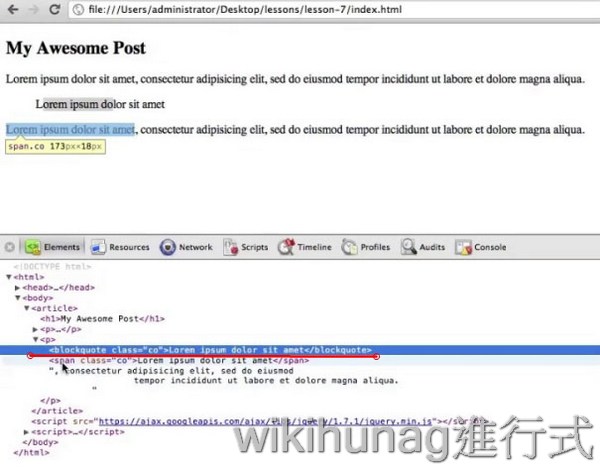 file:///Users/administrator/Desktop/lessons/lesson-7/index.html
My Awesome Post
Lorem ipsum dolor sit amet, consectetur adipisicing elit, sed do eiusmod tempor incididunt ut labore et dolore magna aliqua.
Lorem ipsum dolor sit amet
Lorem ipsum dolor sit amet, consectetur adipisicing elit, sed do eiusmod tempor incididunt ut labore et dolore magna aliqua.
span.co 173px×18px
Elements Resources Network Scripts Timeline Profiles Audits Console
<!DOCTYPE html>
<html>
<head>…</head>
<body>
<article>
<h1>My Awesome Post</h1>
<p>…</p>
<p>
<blockquote class="co">Lorem ipsum dolor sit amet</blockquote>
<span class="co">Lorem ipsum dolor sit amet</span>
", consectetur adipisicing elit, sed do eiusmod
tempor incididunt ut labore et dolore magna aliqua.
"
</p>
</article>
<script src="https://ajax.googleapis.com/ajax/libs/jquery/1.7.1/jquery.min.js"></script>
<script>…</script>
</body>
</html>
wikihunag進行式